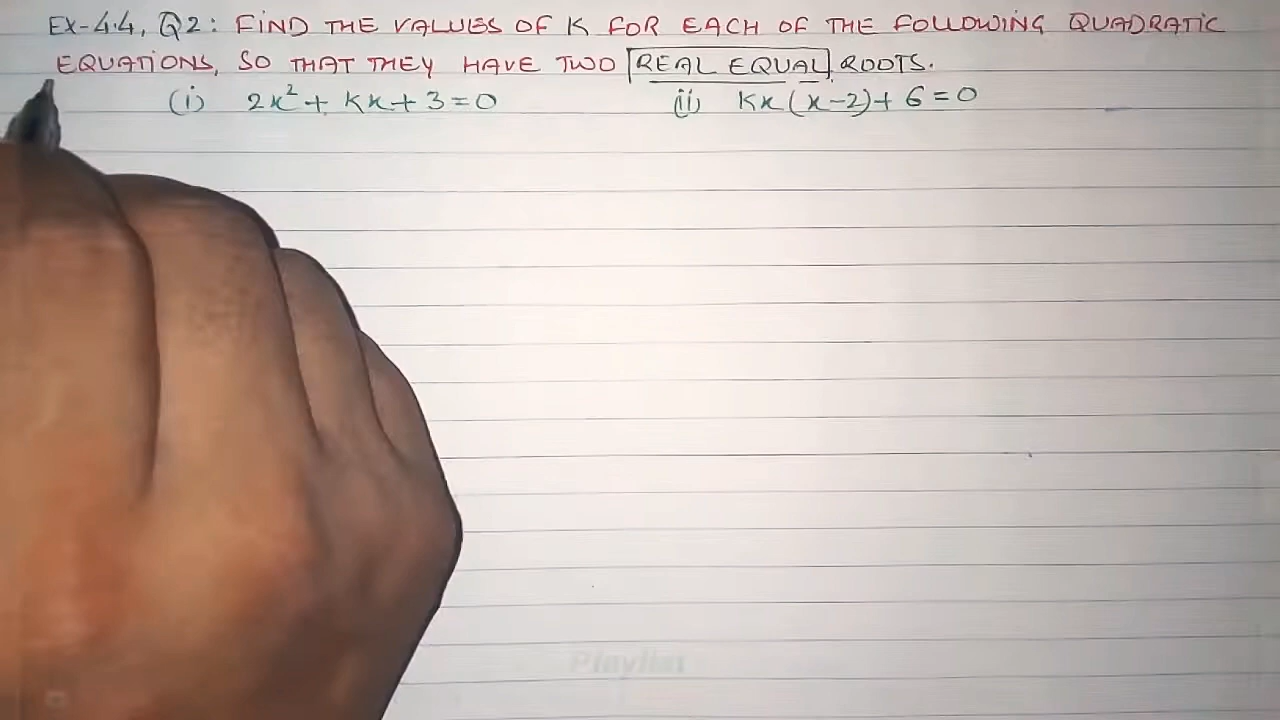 EX-4.4, Q2: FIND THE VALUES OF K FOR EACH OF THE FOLLOWING QUADRATIC
EQUATIONS, SO THAT THEY HAVE TWO REAL EQUAL ROOTS.
(i) 2x² + Kx + 3 = 0 (ii) Kx(x-2) + 6 = 0
Playlist